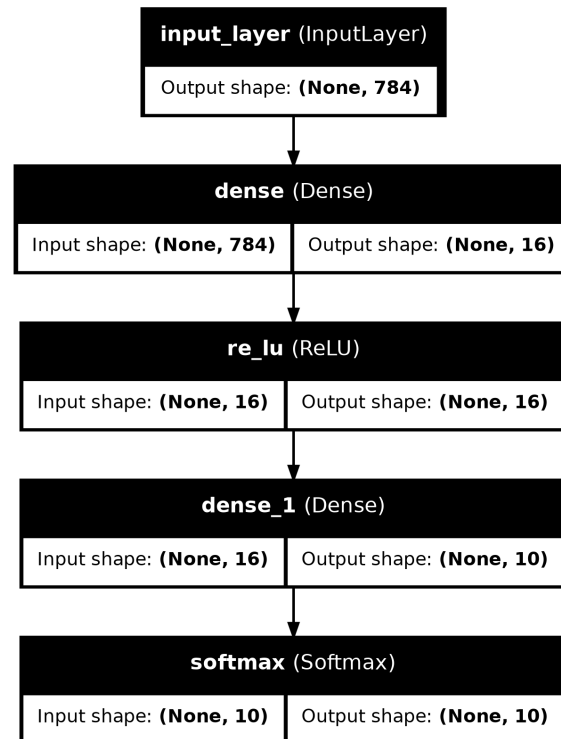 input_layer (InputLayer)
Output shape: (None, 784)
dense (Dense)
Input shape: (None, 784) Output shape: (None, 16)
re_lu (ReLU)
Input shape: (None, 16) Output shape: (None, 16)
dense_1 (Dense)
Input shape: (None, 16) Output shape: (None, 10)
softmax (Softmax)
Input shape: (None, 10) Output shape: (None, 10)